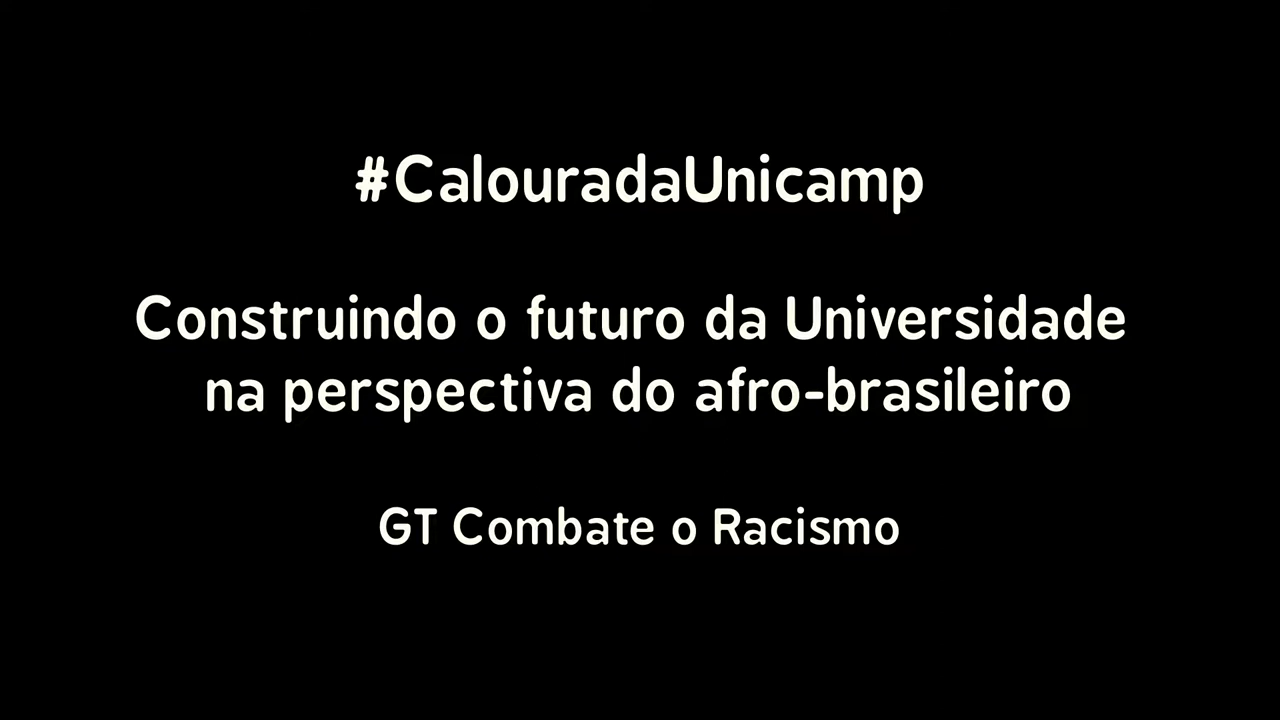 #CalouradaUnicamp
Construindo o futuro da Universidade
na perspectiva do afro-brasileiro
GT Combate o Racismo